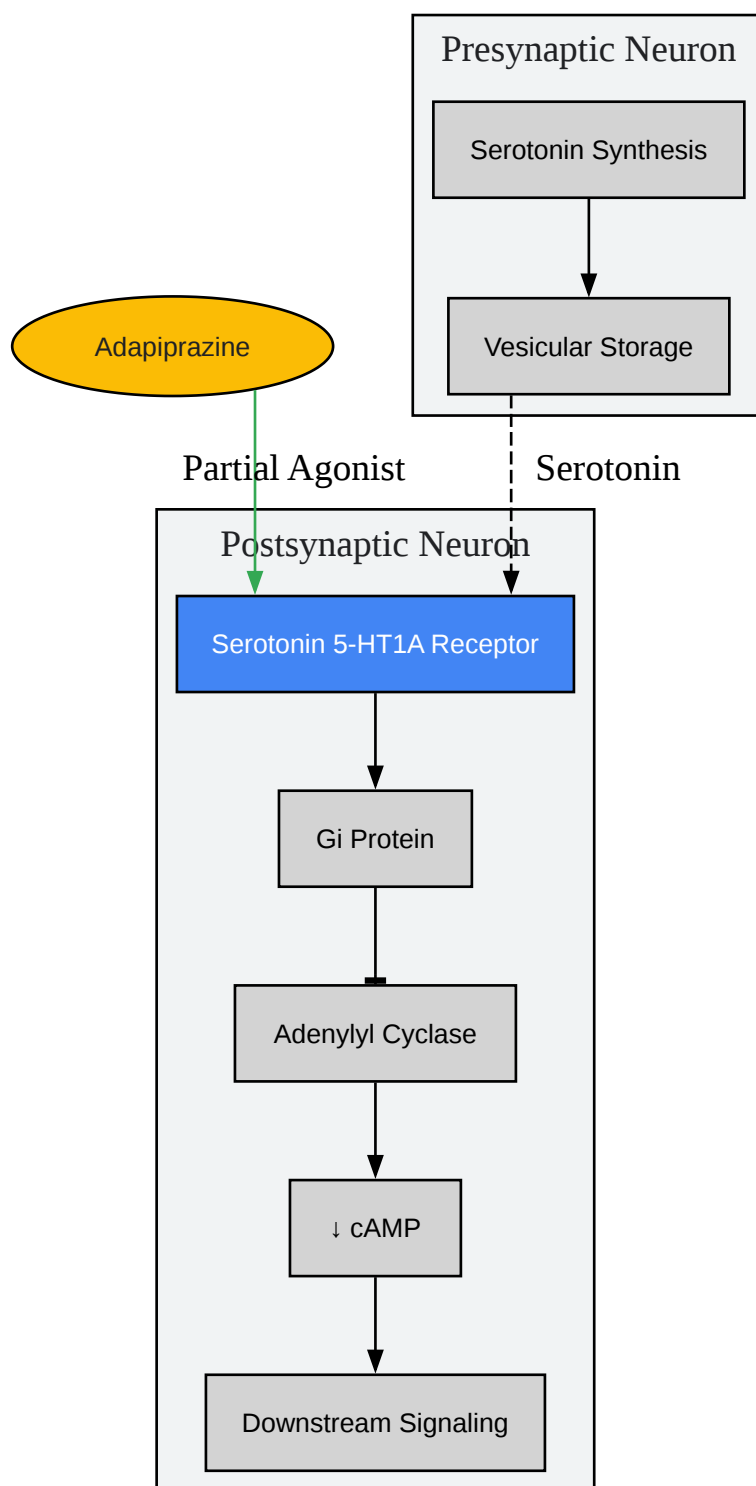 Presynaptic Neuron
Serotonin Synthesis
Vesicular Storage
Adapiprazine
Partial Agonist
Serotonin
Postsynaptic Neuron
Serotonin 5-HT1A Receptor
Gi Protein
Adenylyl Cyclase
↓ cAMP
Downstream Signaling